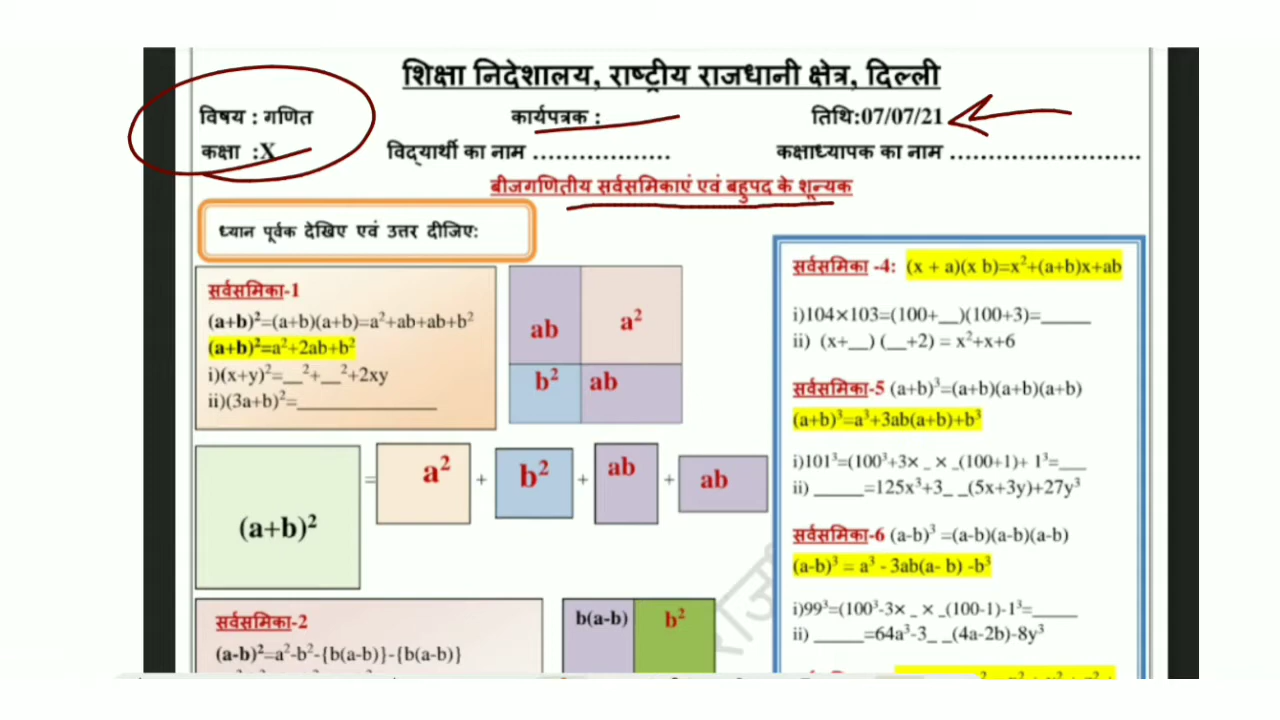 शिक्षा निदेशालय, राष्ट्रीय राजधानी क्षेत्र, दिल्ली
विषय : गणित कार्यपत्रक : तिथि:07/07/21
कक्षा :X विद्यार्थी का नाम .................. कक्षाध्यापक का नाम .........................
बीजगणितीय सर्वसमिकाएं एवं बहुपद के शून्यक
ध्यान पूर्वक देखिए एवं उत्तर दीजिए:
सर्वसमिका-1
(a+b)²=(a+b)(a+b)=a²+ab+ab+b²
(a+b)²=a²+2ab+b²
i)(x+y)²=__²+__²+2xy
ii)(3a+b)²=______________
ab a²
b² ab
(a+b)² = a² + b² + ab + ab
सर्वसमिका-2
(a-b)²=a²-b²-{b(a-b)}-{b(a-b)}
b(a-b) b²
सर्वसमिका -4: (x + a)(x b)=x²+(a+b)x+ab
i)104×103=(100+__)(100+3)=_____
ii) (x+__) (__+2) = x²+x+6
सर्वसमिका-5 (a+b)³=(a+b)(a+b)(a+b)
(a+b)³=a³+3ab(a+b)+b³
i)101³=(100³+3× _ × _(100+1)+ 1³=___
ii) _____=125x³+3_ _(5x+3y)+27y³
सर्वसमिका-6 (a-b)³ =(a-b)(a-b)(a-b)
(a-b)³ = a³ - 3ab(a- b) -b³
i)99³=(100³-3× _ × _(100-1)-1³=_____
ii) _____=64a³-3_ _(4a-2b)-8y³